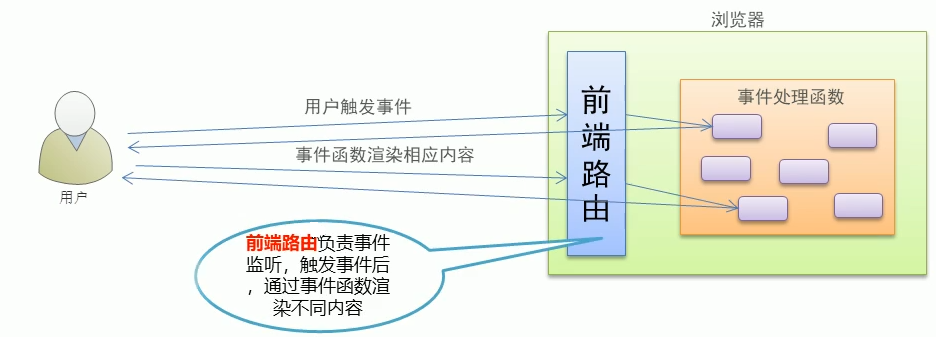 浏览器
前端路由
事件处理函数
用户触发事件
事件函数渲染相应内容
用户
前端路由负责事件
监听，触发事件后
，通过事件函数渲
染不同内容